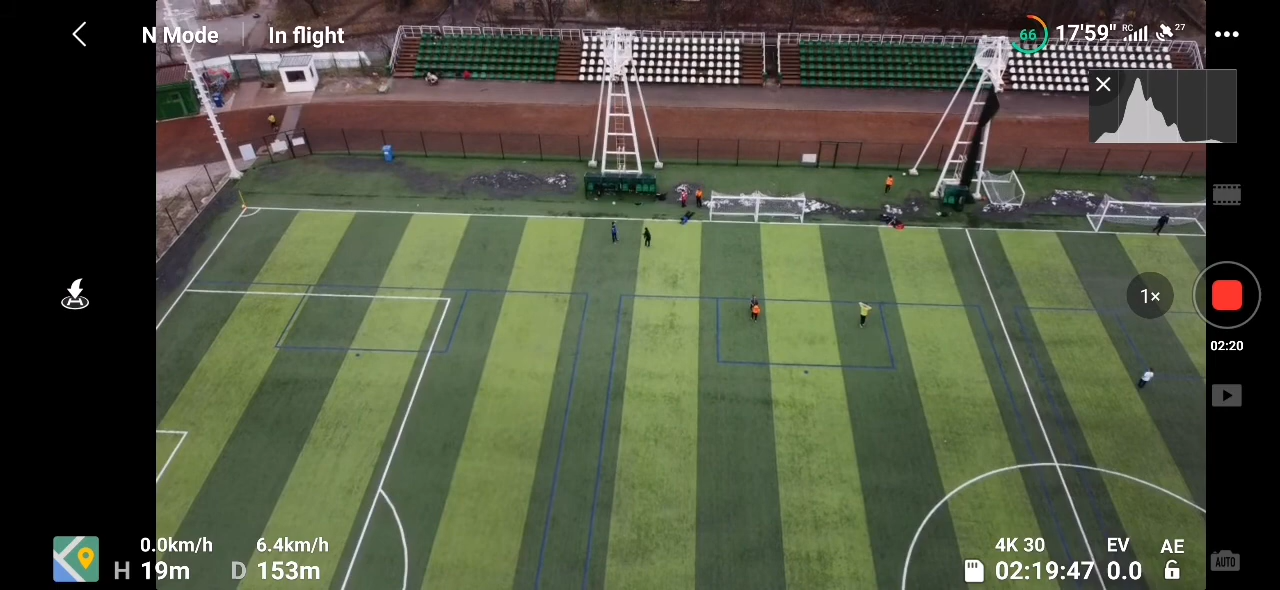 N Mode In flight 66 17'59" RC 27
1×
02:20
0.0km/h 6.4km/h 4K 30 EV AE
H 19m D 153m 02:19:47 0.0 AUTO